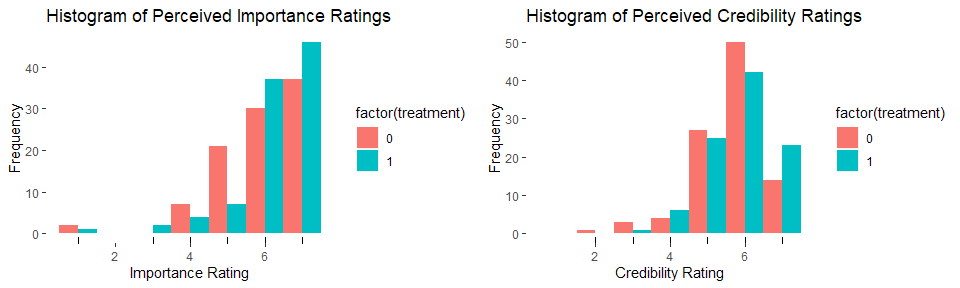 Histogram of Perceived Importance Ratings
Frequency
40
30
20
10
0
2
4
6
Importance Rating
factor(treatment)
0
1
Histogram of Perceived Credibility Ratings
Frequency
50
40
30
20
10
0
2
4
6
Credibility Rating
factor(treatment)
0
1